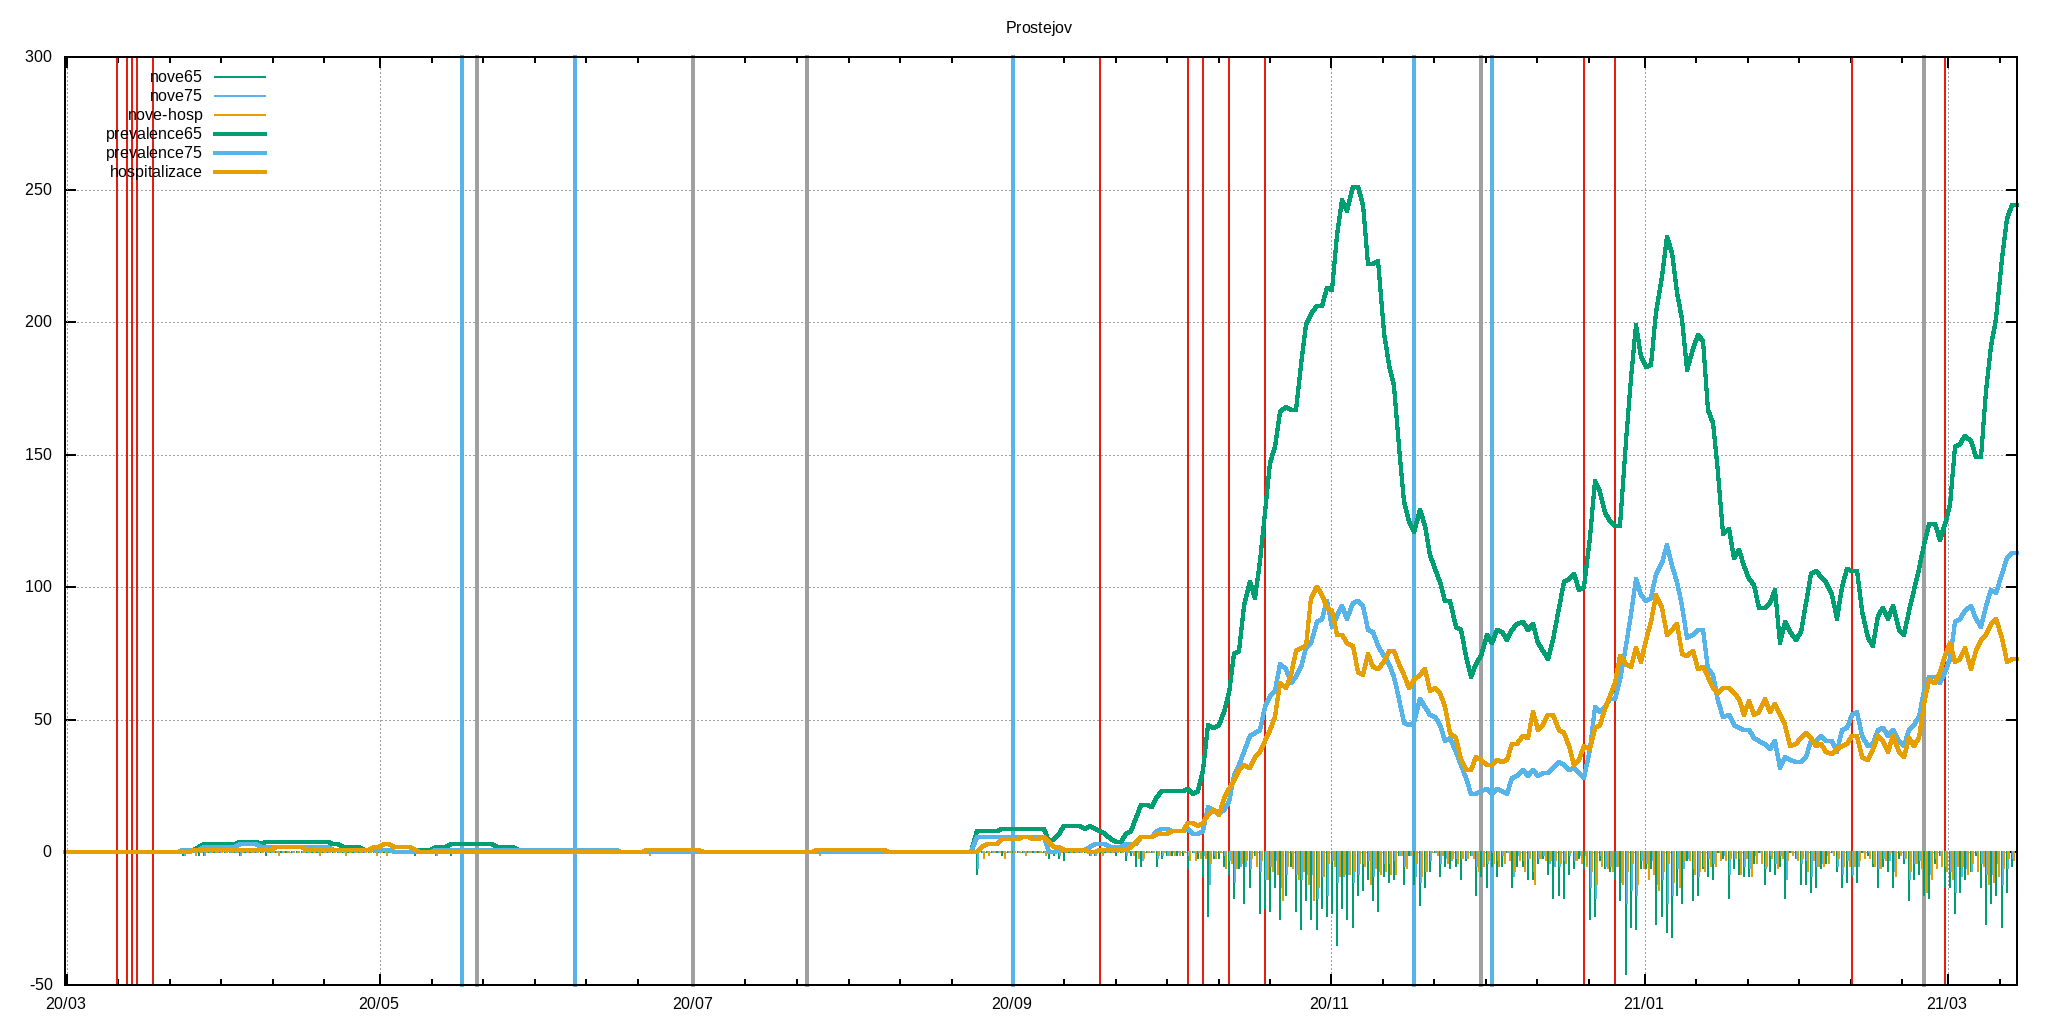 Prostejov
300
nove65
nove75
nove-hosp
prevalence65
prevalence75
hospitalizace
250
200
150
100
50
0
-50
20/03 20/05 20/07 20/09 20/11 21/01 21/03